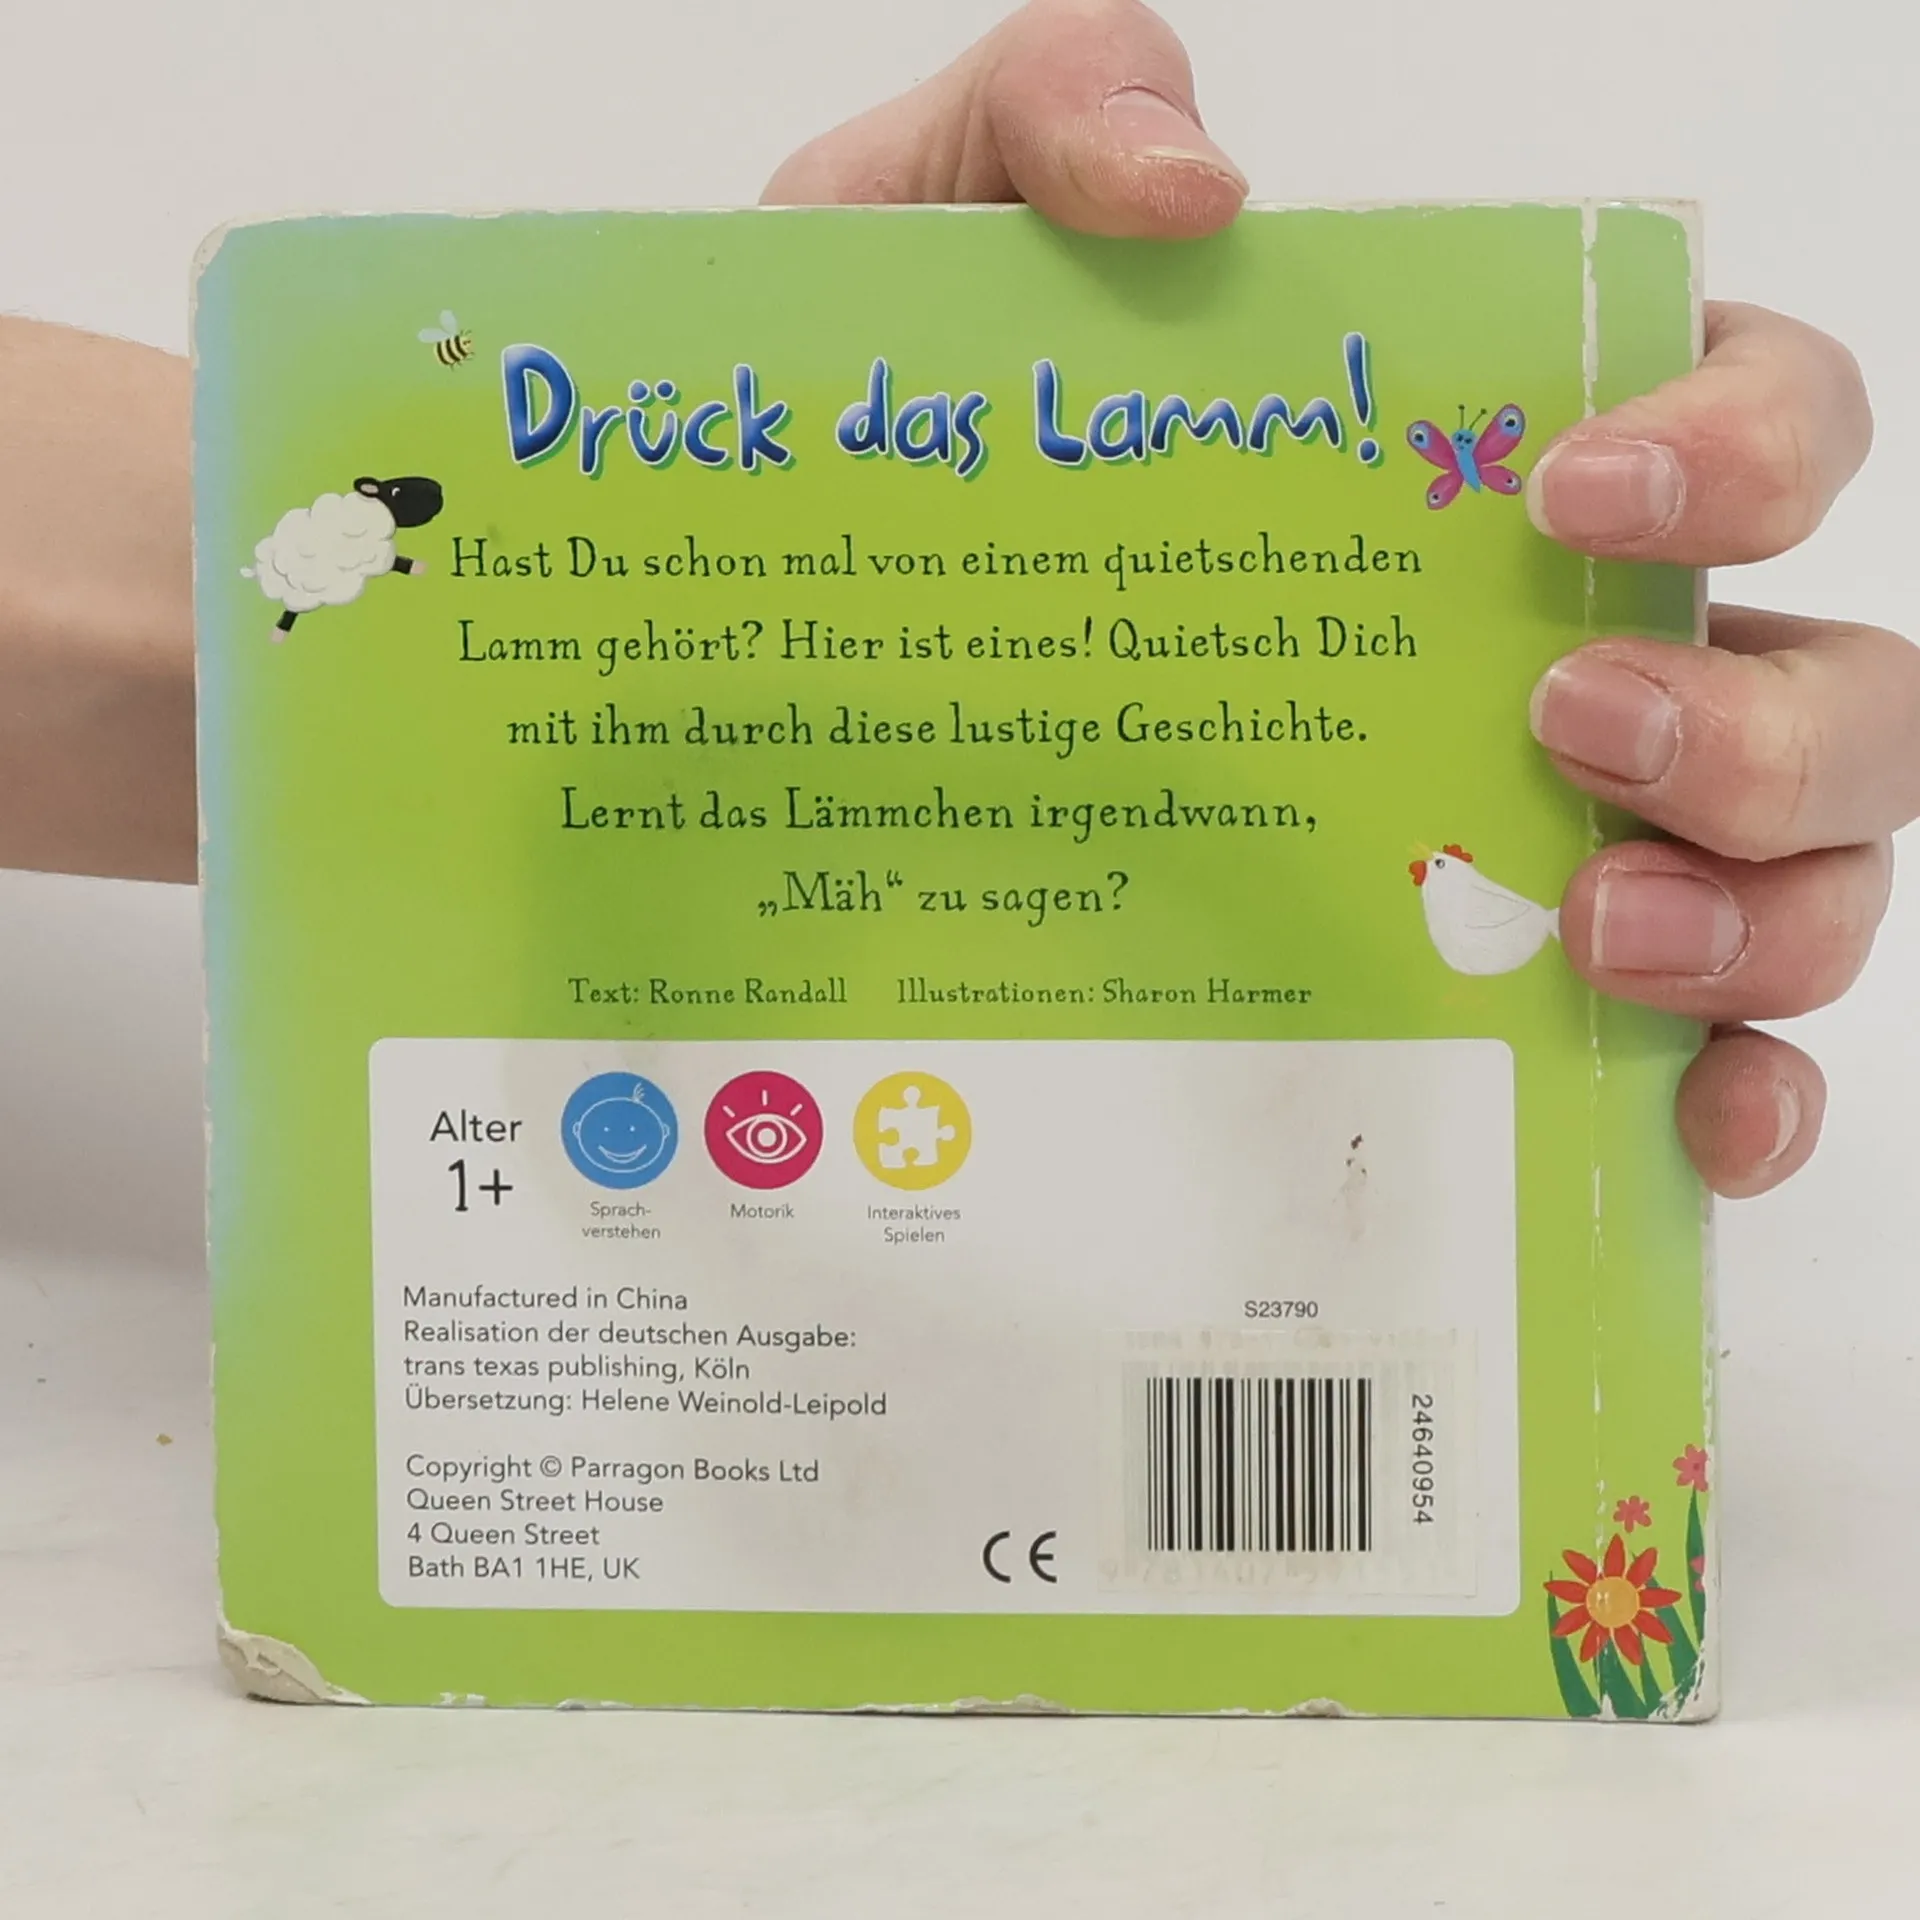 Drück das Lamm!
Hast Du schon mal von einem quietschenden
Lamm gehört? Hier ist eines! Quietsch Dich
mit ihm durch diese lustige Geschichte.
Lernt das Lämmchen irgendwann,
„Mäh“ zu sagen?
Text: Ronne Randall Illustrationen: Sharon Harmer
Alter
1+
Sprach-
verstehen
Motorik
Interaktives
Spielen
Manufactured in China
Realisation der deutschen Ausgabe:
trans texas publishing, Köln
Übersetzung: Helene Weinold-Leipold
Copyright © Parragon Books Ltd
Queen Street House
4 Queen Street
Bath BA1 1HE, UK
CE
S23790
24640954